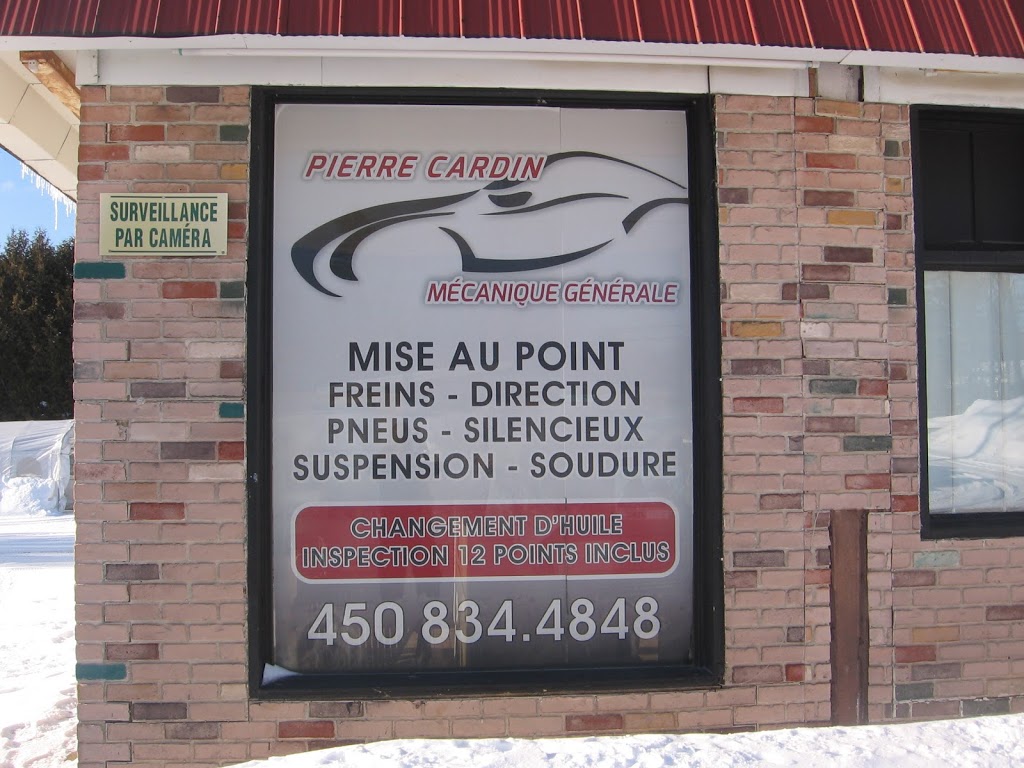 SURVEILLANCE
PAR CAMÉRA
PIERRE CARDIN
MÉCANIQUE GÉNÉRALE
MISE AU POINT
FREINS - DIRECTION
PNEUS - SILENCIEUX
SUSPENSION - SOUDURE
CHANGEMENT D'HUILE
INSPECTION 12 POINTS INCLUS
450 834.4848